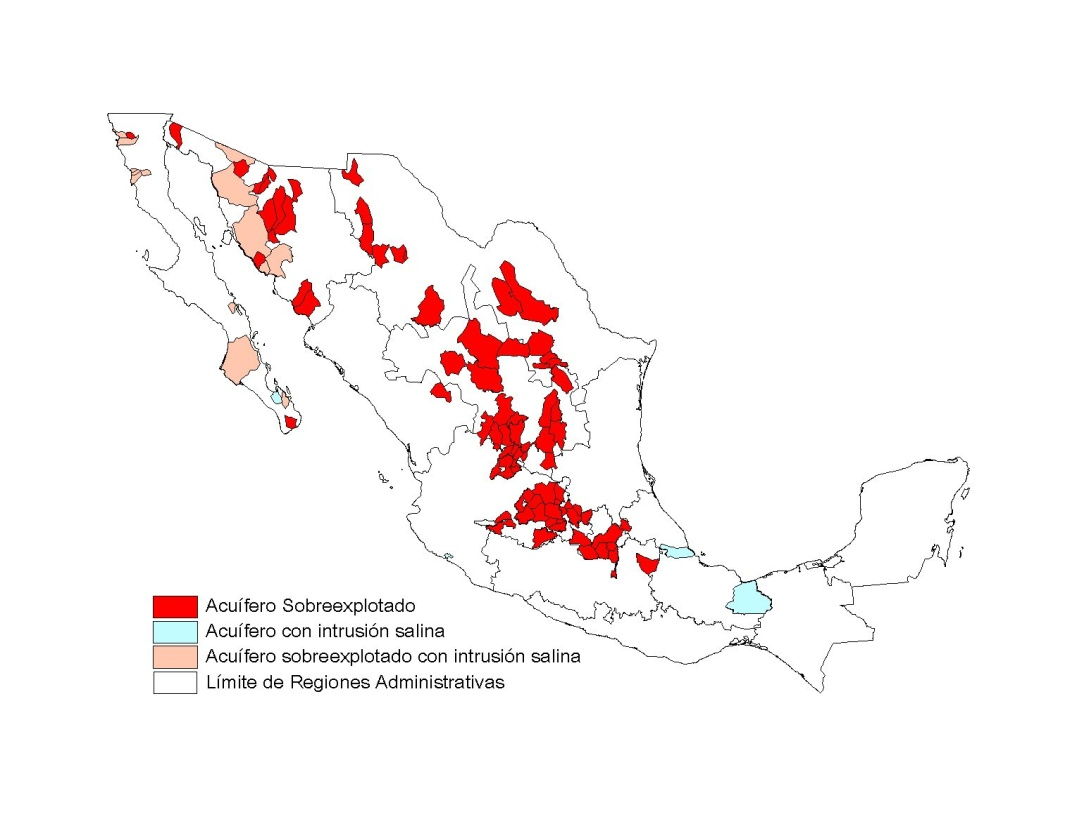 Acuífero Sobreexplotado
Acuífero con intrusión salina
Acuífero sobreexplotado con intrusión salina
Límite de Regiones Administrativas